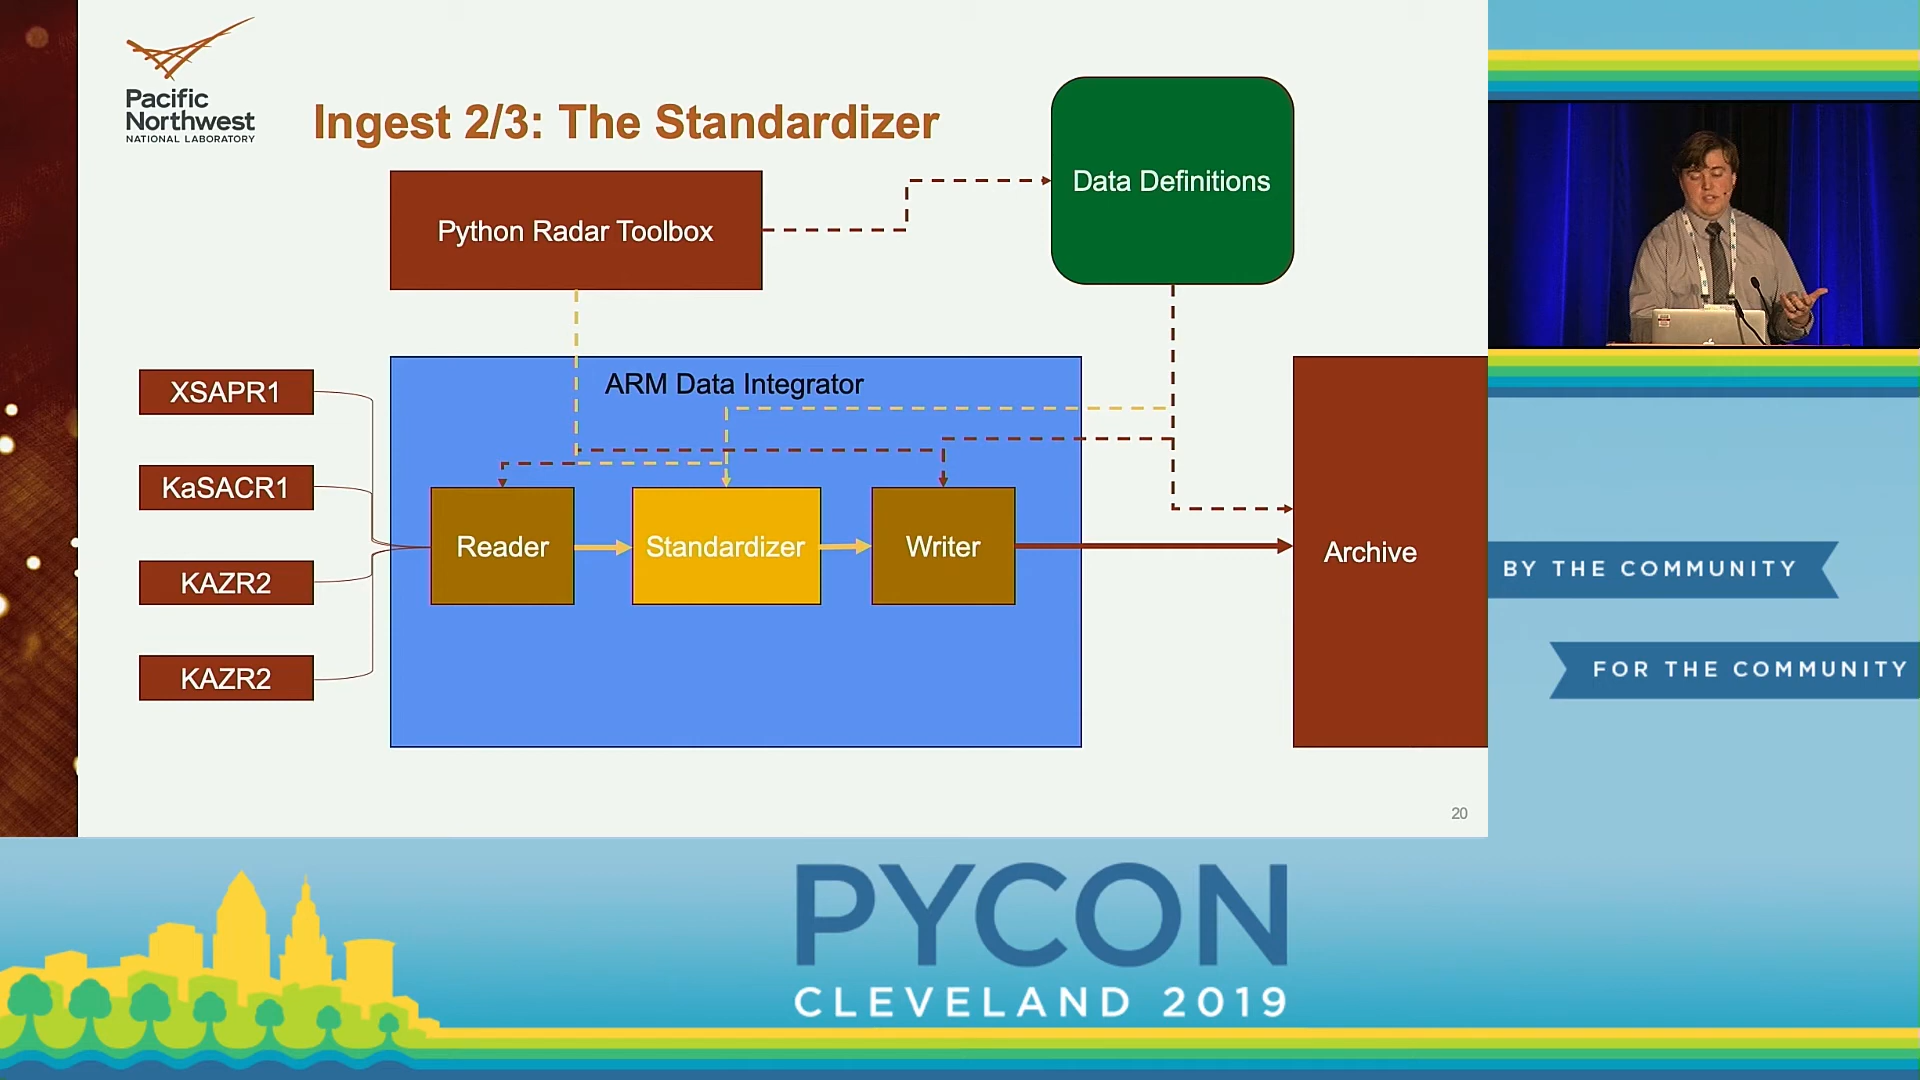 Pacific
Northwest
NATIONAL LABORATORY
Ingest 2/3: The Standardizer
Python Radar Toolbox
Data Definitions
ARM Data Integrator
XSAPR1
KaSACR1
KAZR2
KAZR2
Reader
Standardizer
Writer
Archive
20
BY THE COMMUNITY
FOR THE COMMUNITY
PYCON
CLEVELAND 2019